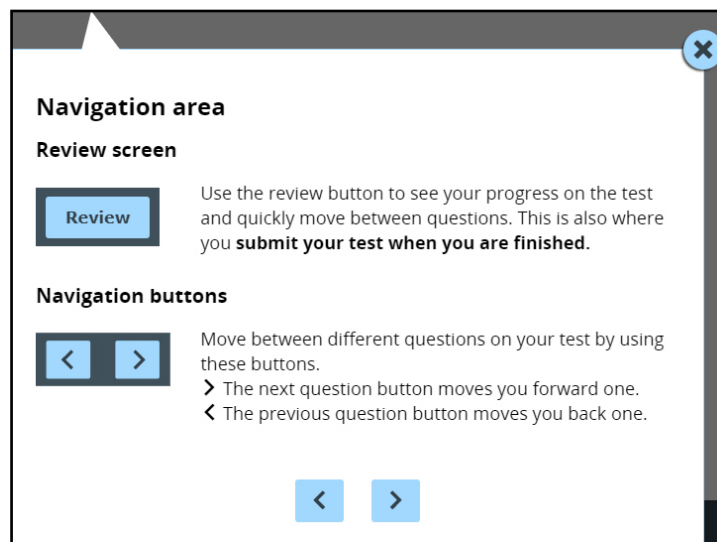 Navigation area
Review screen
Review
Use the review button to see your progress on the test
and quickly move between questions. This is also where
you submit your test when you are finished.
Navigation buttons
Move between different questions on your test by using
these buttons.
> The next question button moves you forward one.
< The previous question button moves you back one.